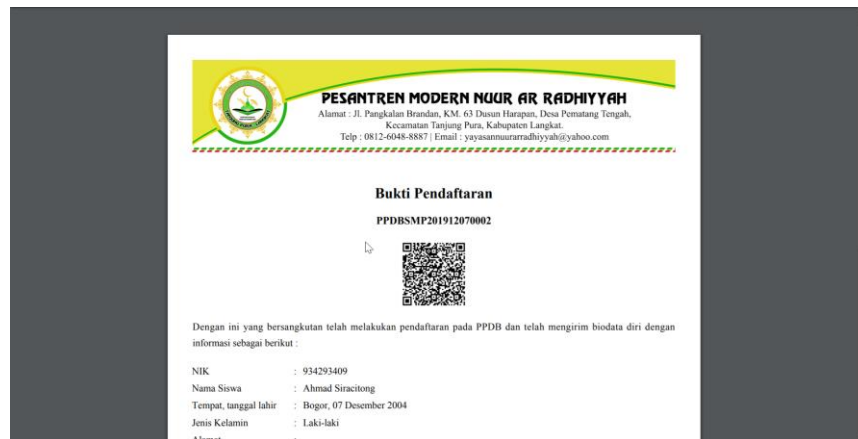 PESANTREN MODERN NUUR AR RADHIYYAH
Alamat : Jl. Pangkalan Brandan, KM. 63 Dusun Harapan, Desa Pematang Tengah,
Kecamatan Tanjung Pura, Kabupaten Langkat.
Telp : 0812-6048-8887 | Email : yayasannuurarradhiyyah@yahoo.com
Bukti Pendaftaran
PPDBSMP201912070002
Dengan ini yang bersangkutan telah melakukan pendaftaran pada PPDB dan telah mengirim biodata diri dengan
informasi sebagai berikut :
NIK : 934293409
Nama Siswa : Ahmad Siracitong
Tempat, tanggal lahir : Bogor, 07 Desember 2004
Jenis Kelamin : Laki-laki
Alamat :